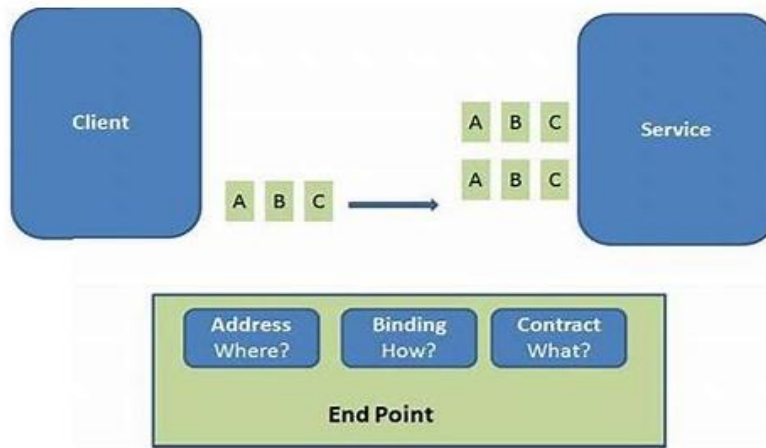 Client
Service
A B C
A B C
A B C
Address
Where?
Binding
How?
Contract
What?
End Point